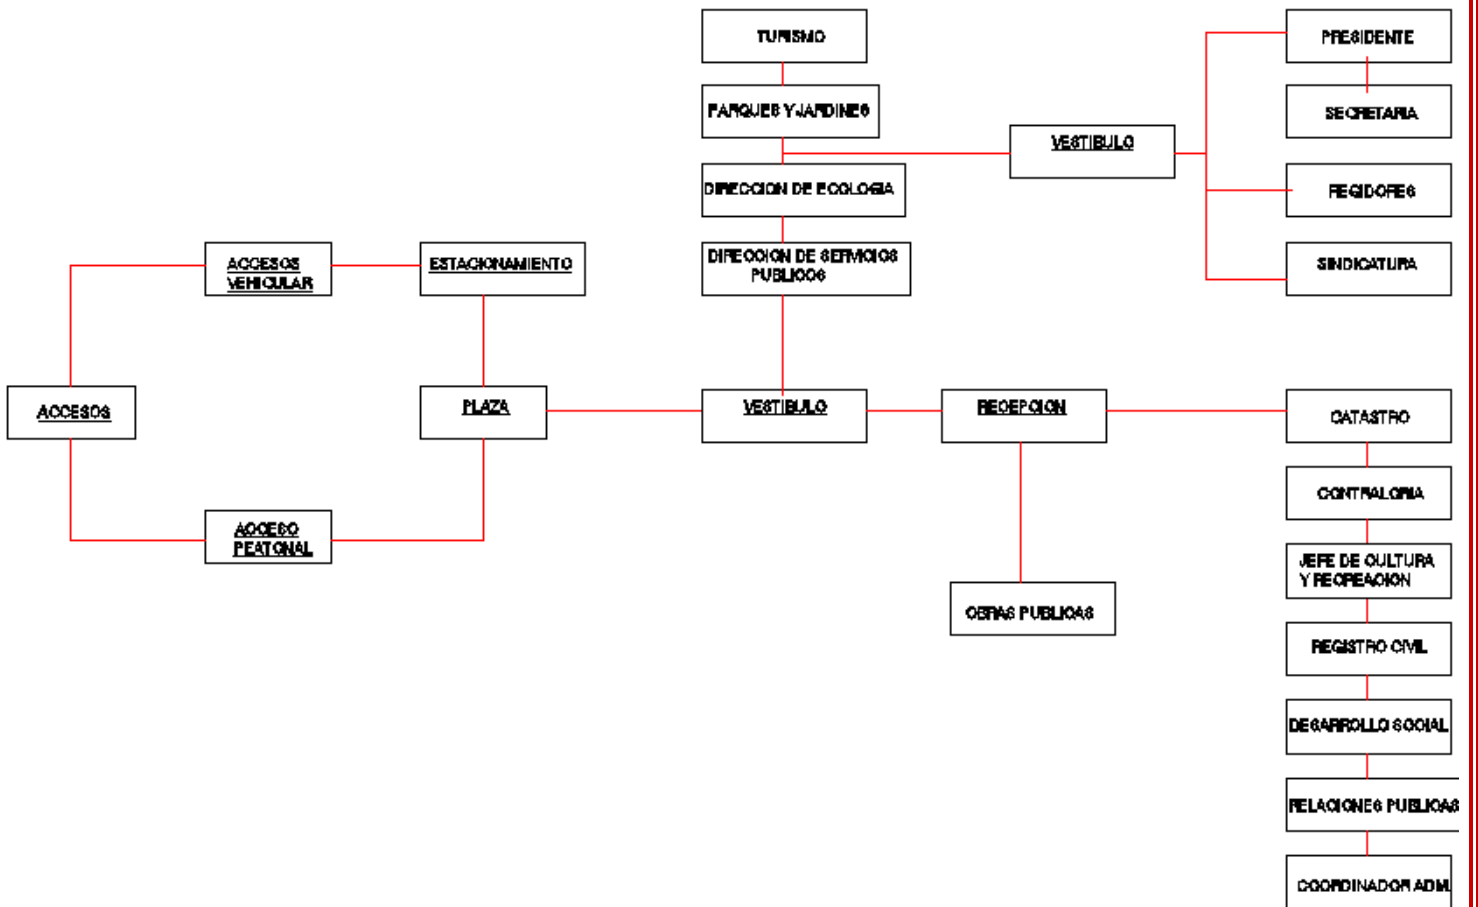 TURISMO
PRESIDENTE
PARQUES Y JARDINES
SECRETARIA
VESTIBULO
DIRECCION DE ECOLOGIA
REGIDORES
DIRECCION DE SERVICIOS
PUBLICOS
SINDICATURA
ACCESOS
VEHICULAR
ESTACIONAMIENTO
ACCESOS
PLAZA
VESTIBULO
RECEPCION
CATASTRO
CONTRALORIA
ACCESO
PEATONAL
JEFE DE CULTURA
Y RECREACION
OBRAS PUBLICAS
REGISTRO CIVIL
DESARROLLO SOCIAL
RELACIONES PUBLICAS
COORDINADOR ADM.